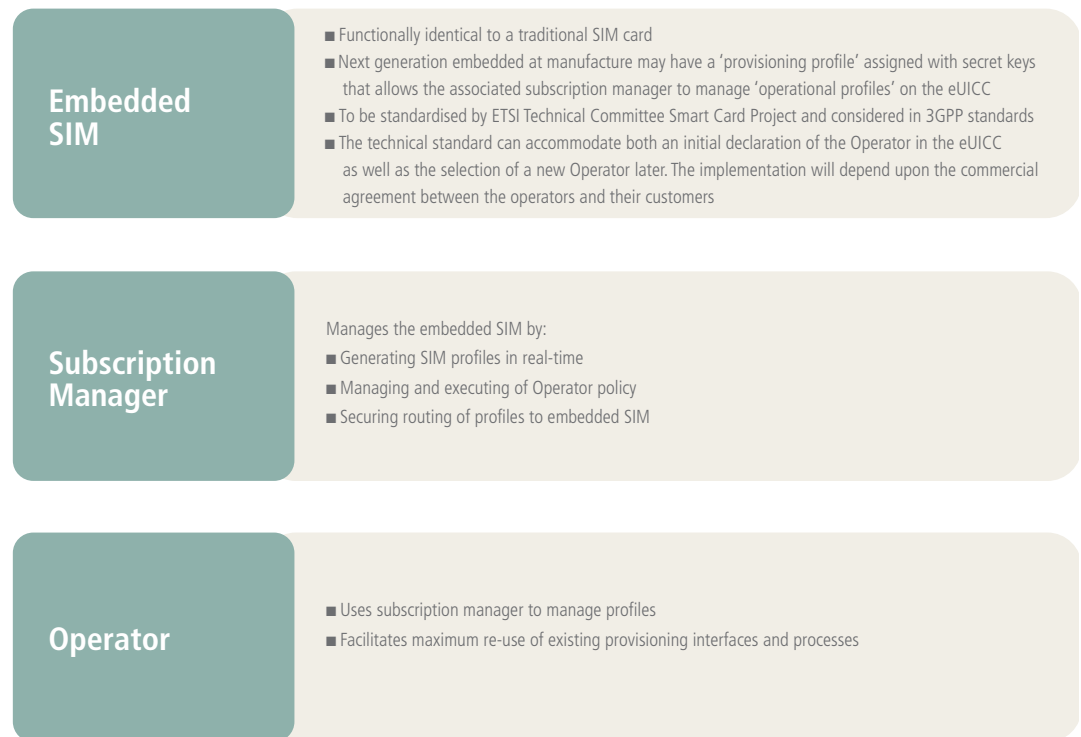 Embedded
SIM
■ Functionally identical to a traditional SIM card
■ Next generation embedded at manufacture may have a ‘provisioning profile’ assigned with secret keys
that allows the associated subscription manager to manage ‘operational profiles’ on the eUICC
■ To be standardised by ETSI Technical Committee Smart Card Project and considered in 3GPP standards
■ The technical standard can accommodate both an initial declaration of the Operator in the eUICC
as well as the selection of a new Operator later. The implementation will depend upon the commercial
agreement between the operators and their customers
Subscription
Manager
Manages the embedded SIM by:
■ Generating SIM profiles in real-time
■ Managing and executing of Operator policy
■ Securing routing of profiles to embedded SIM
Operator
■ Uses subscription manager to manage profiles
■ Facilitates maximum re-use of existing provisioning interfaces and processes